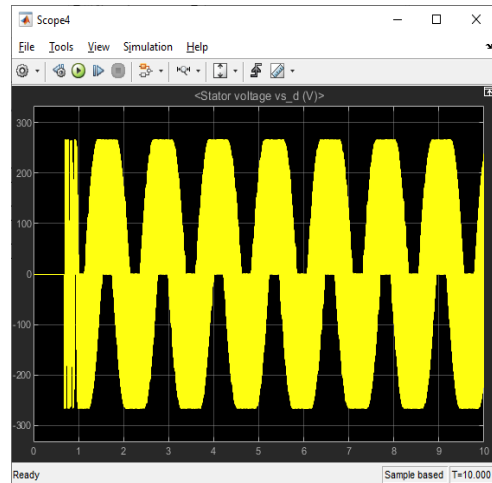 Scope4
File Tools View Simulation Help
<Stator voltage vs_d (V)>
300
200
100
0
-100
-200
-300
0 1 2 3 4 5 6 7 8 9 10
Ready Sample based T=10.000